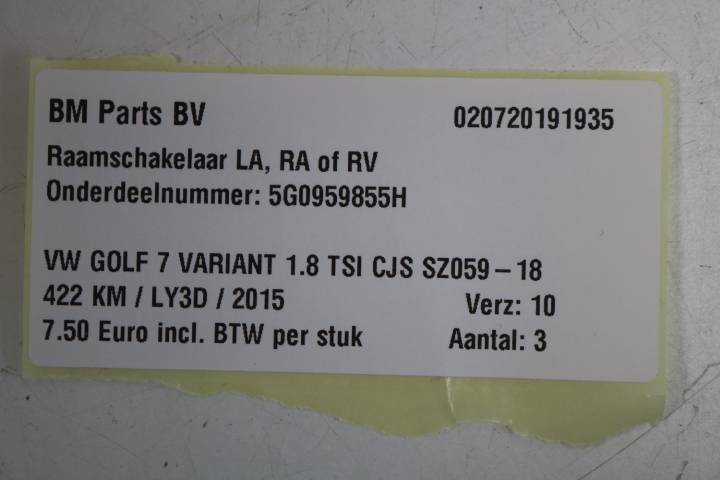 BM Parts BV 020720191935
Raamschakelaar LA, RA of RV
Onderdeelnummer: 5G0959855H
VW GOLF 7 VARIANT 1.8 TSI CJS SZ059 – 18
422 KM / LY3D / 2015 Verz: 10
7.50 Euro incl. BTW per stuk Aantal: 3